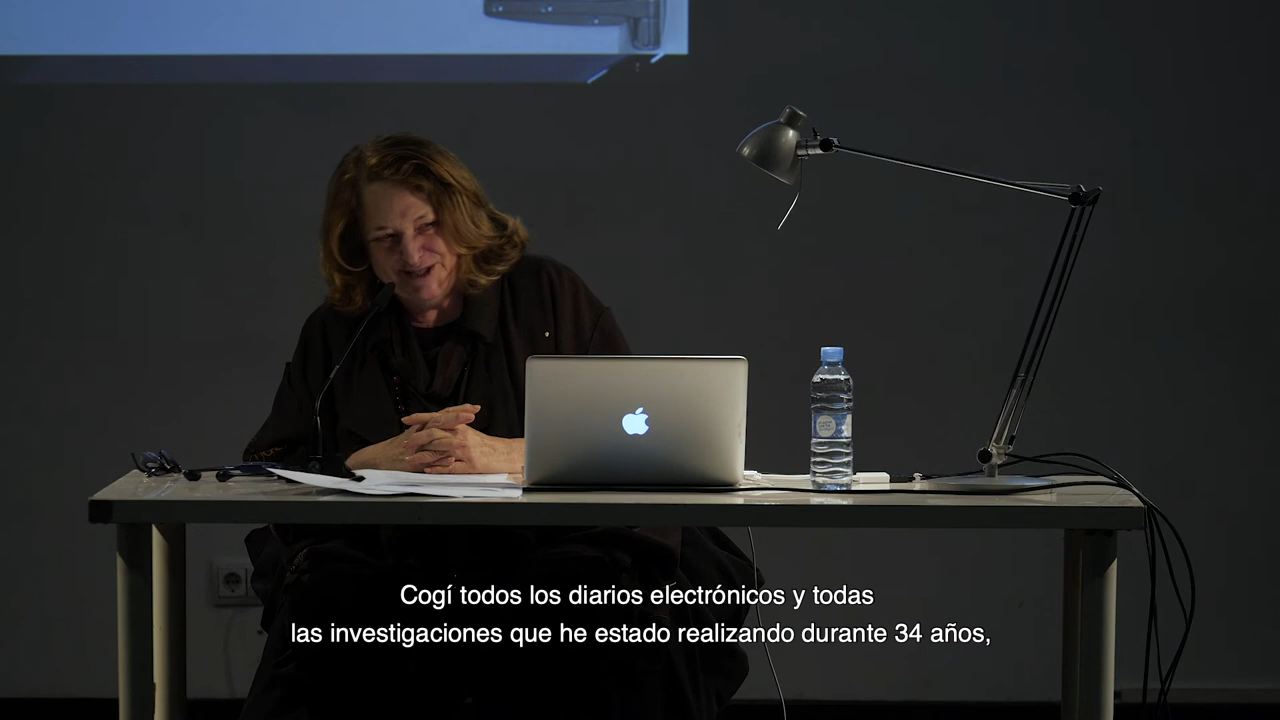 Cogí todos los diarios electrónicos y todas
las investigaciones que he estado realizando durante 34 años,